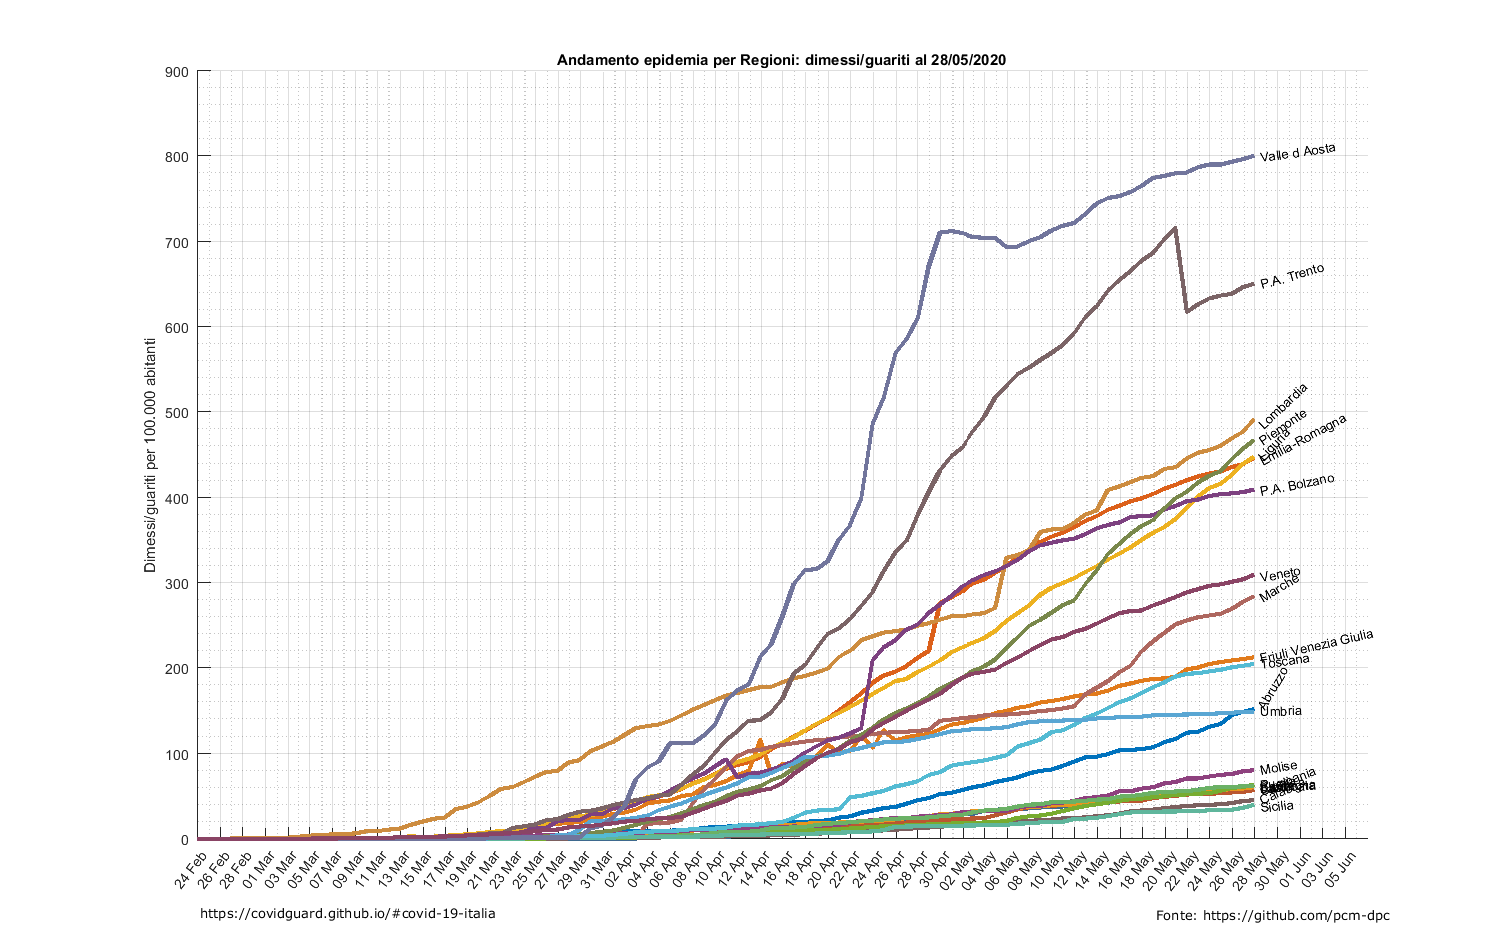 Andamento epidemia per Regioni: dimessi/guariti al 28/05/2020
Dimessi/guariti per 100.000 abitanti
900
800
700
600
500
400
300
200
100
0
Valle d Aosta
P.A. Trento
Lombardia
Piemonte
Liguria
Emilia-Romagna
P.A. Bolzano
Veneto
Marche
Friuli Venezia Giulia
Toscana
Abruzzo
Umbria
Molise
Calabria
Sicilia
24 Feb
26 Feb
28 Feb
01 Mar
03 Mar
05 Mar
07 Mar
09 Mar
11 Mar
13 Mar
15 Mar
17 Mar
19 Mar
21 Mar
23 Mar
25 Mar
27 Mar
29 Mar
31 Mar
02 Apr
04 Apr
06 Apr
08 Apr
10 Apr
12 Apr
14 Apr
16 Apr
18 Apr
20 Apr
22 Apr
24 Apr
26 Apr
28 Apr
30 Apr
02 May
04 May
06 May
08 May
10 May
12 May
14 May
16 May
18 May
20 May
22 May
24 May
26 May
28 May
30 May
01 Jun
03 Jun
05 Jun
https://covidguard.github.io/#covid-19-italia
Fonte: https://github.com/pcm-dpc